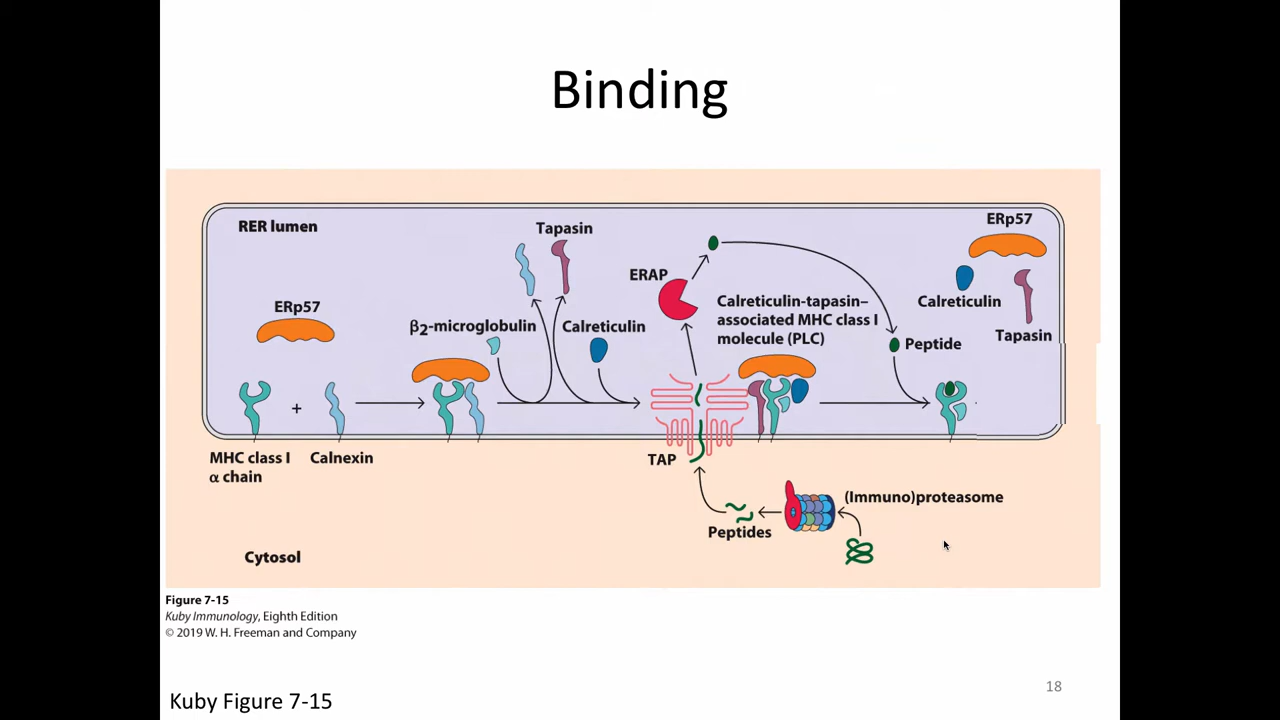 Binding
RER lumen
Tapasin
ERp57
ERAP
Calreticulin-tapasin–
associated MHC class I
molecule (PLC)
Calreticulin
Tapasin
ERp57
β2-microglobulin
Calreticulin
Peptide
+
MHC class I
α chain
Calnexin
TAP
(Immuno)proteasome
Peptides
Cytosol
Figure 7-15
Kuby Immunology, Eighth Edition
© 2019 W. H. Freeman and Company
18
Kuby Figure 7-15